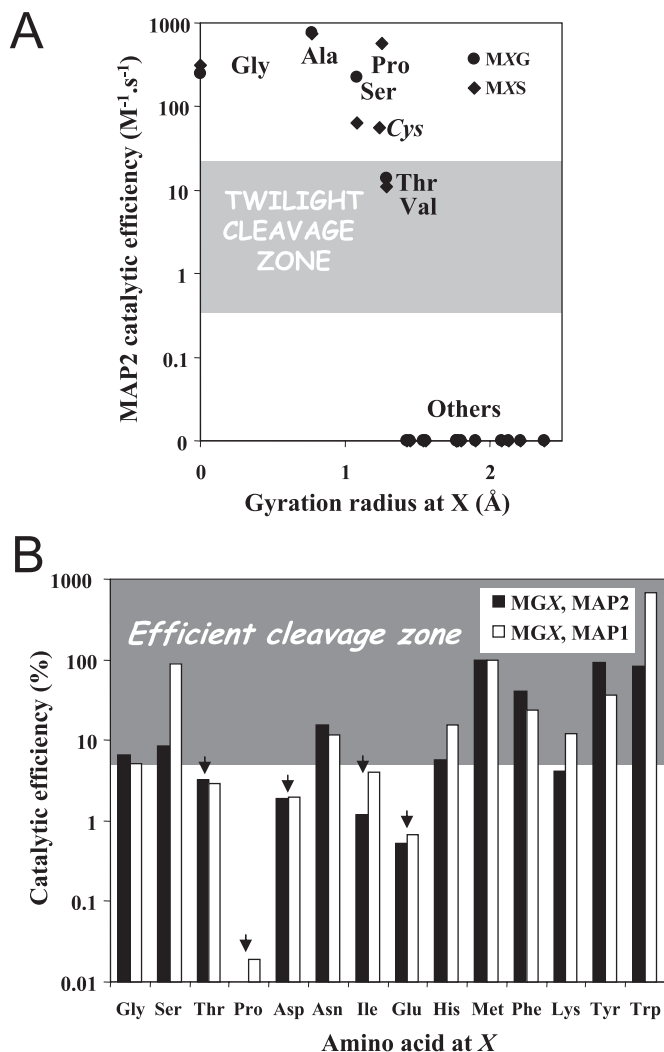 A
MAP2 catalytic efficiency (M-1.s-1)
1000
100
10
1
0.1
0
Gly
Ala
Pro
Ser
Cys
Thr
Val
MXG
MXS
TWILIGHT
CLEAVAGE
ZONE
Others
0
1
2
Gyration radius at X (Å)
B
Catalytic efficiency (%)
1000
100
10
1
0.1
0.01
Efficient cleavage zone
MGX, MAP2
MGX, MAP1
Gly Ser Thr Pro Asp Asn Ile Glu His Met Phe Lys Tyr Trp
Amino acid at X